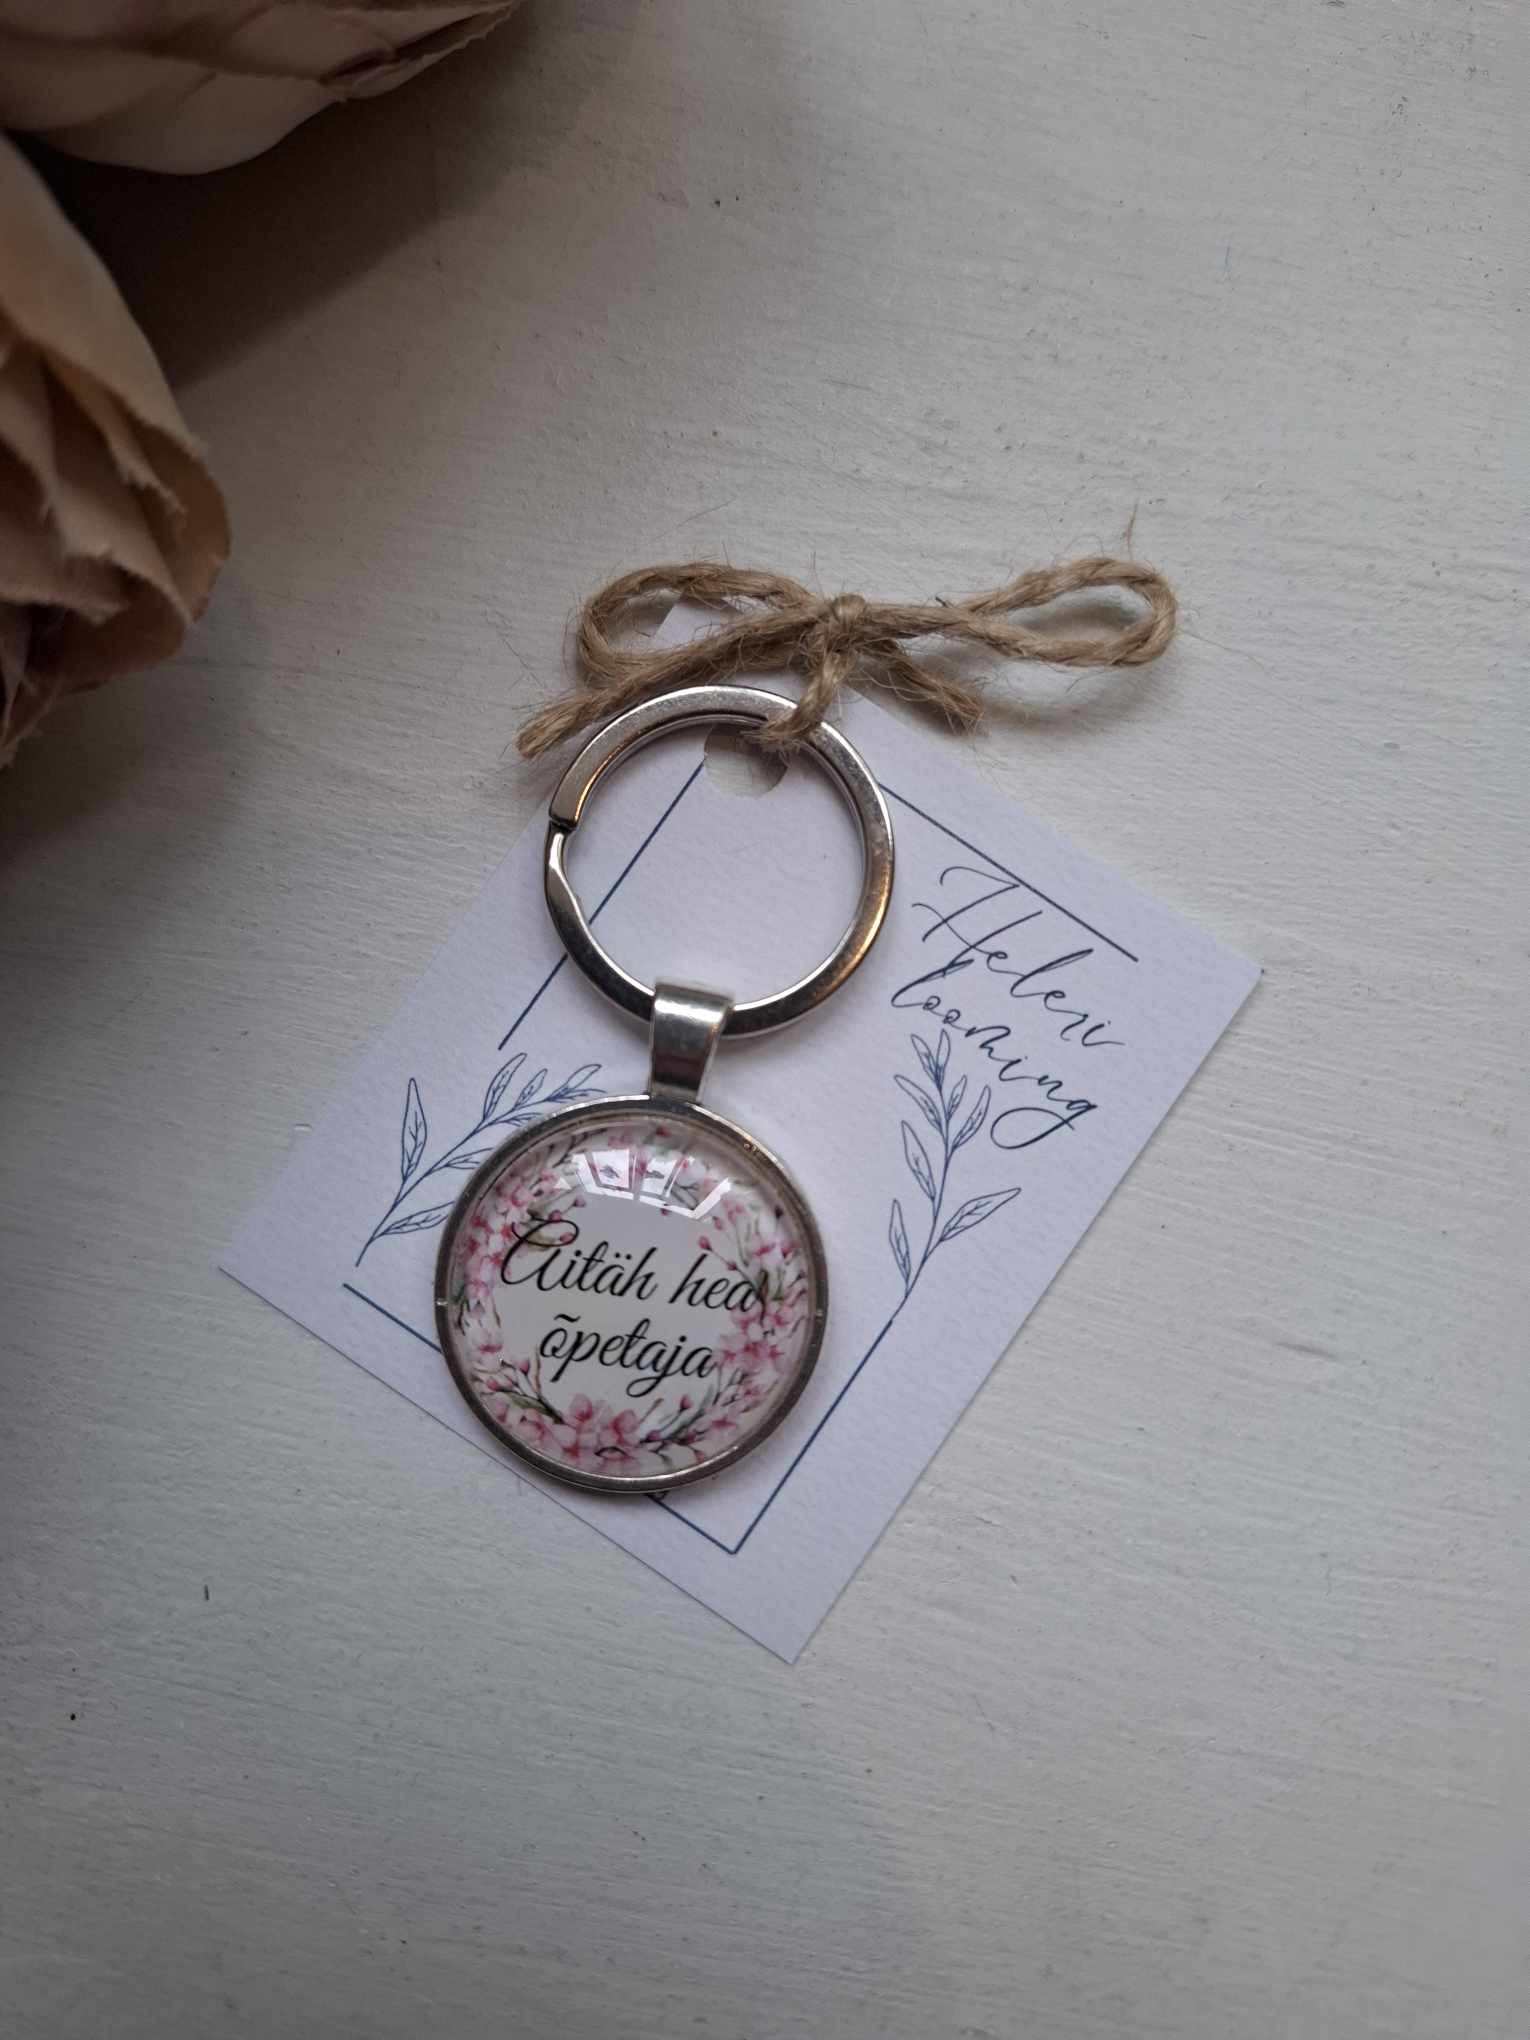 Heleri
looming
Aitäh hea
õpetaja